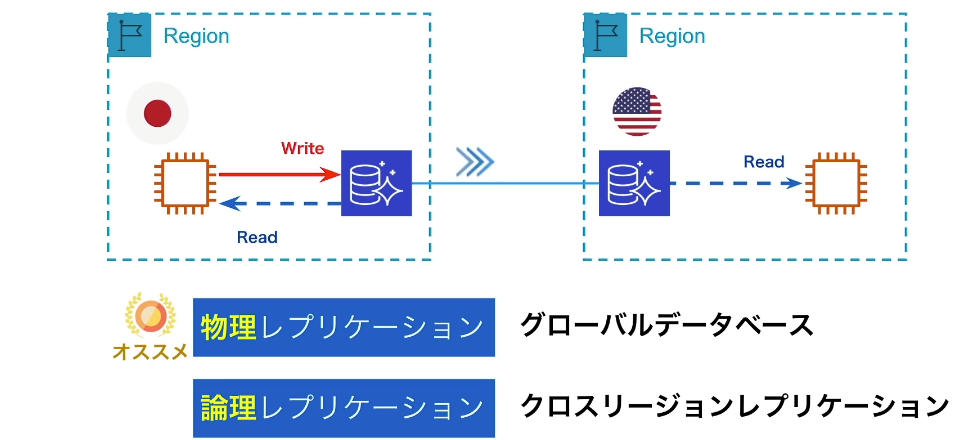 Region
Region
Write
Read
Read
オススメ
物理レプリケーション グローバルデータベース
論理レプリケーション クロスリージョンレプリケーション